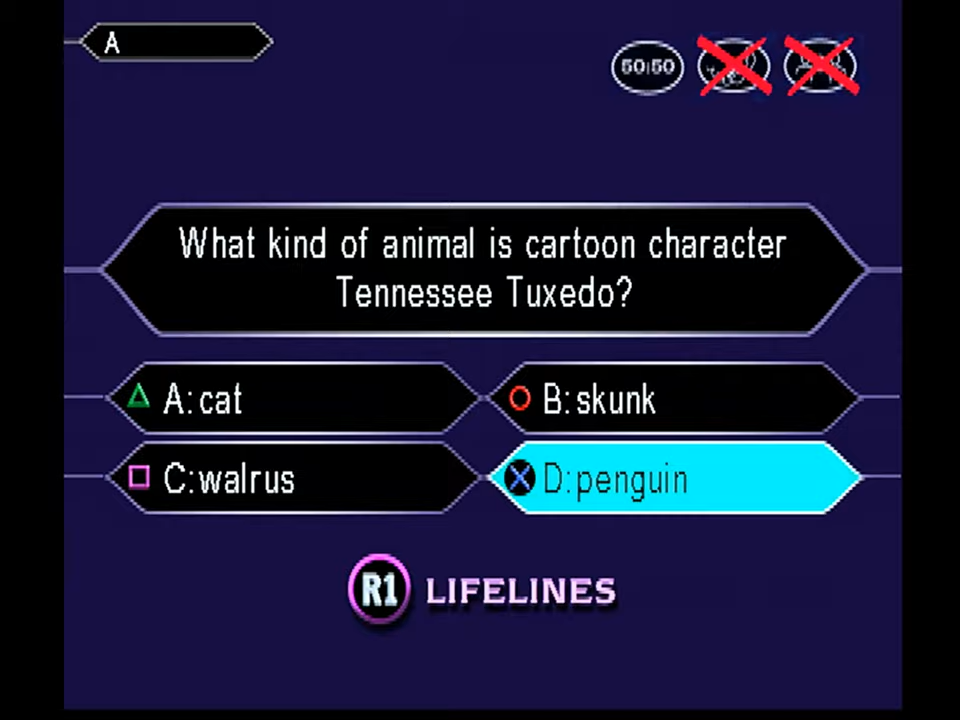 A
50:50
What kind of animal is cartoon character
Tennessee Tuxedo?
A: cat
B: skunk
C: walrus
D: penguin
R1 LIFELINES